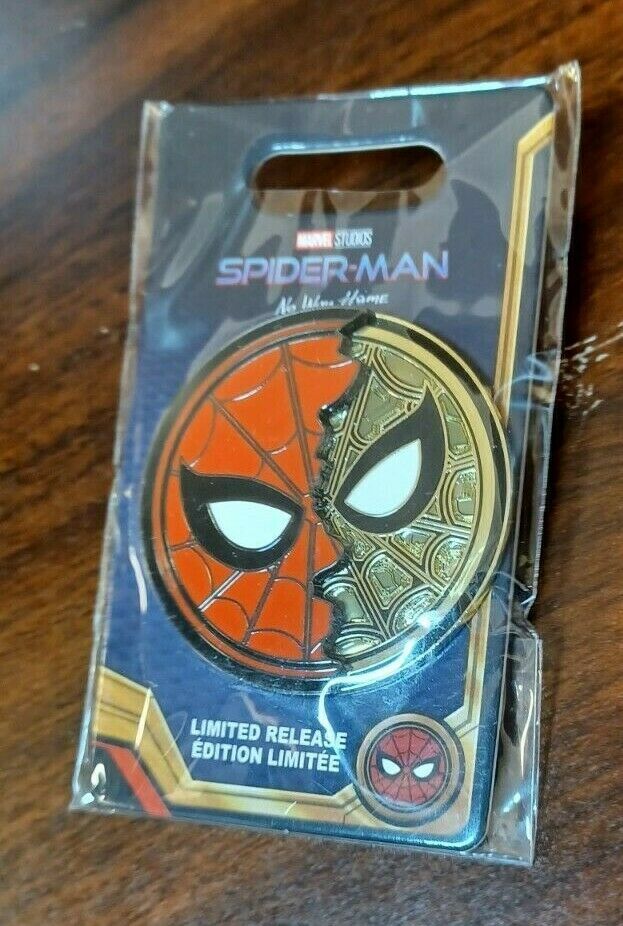 MARVEL STUDIOS
SPIDER-MAN
No Way Home
LIMITED RELEASE
ÉDITION LIMITÉE